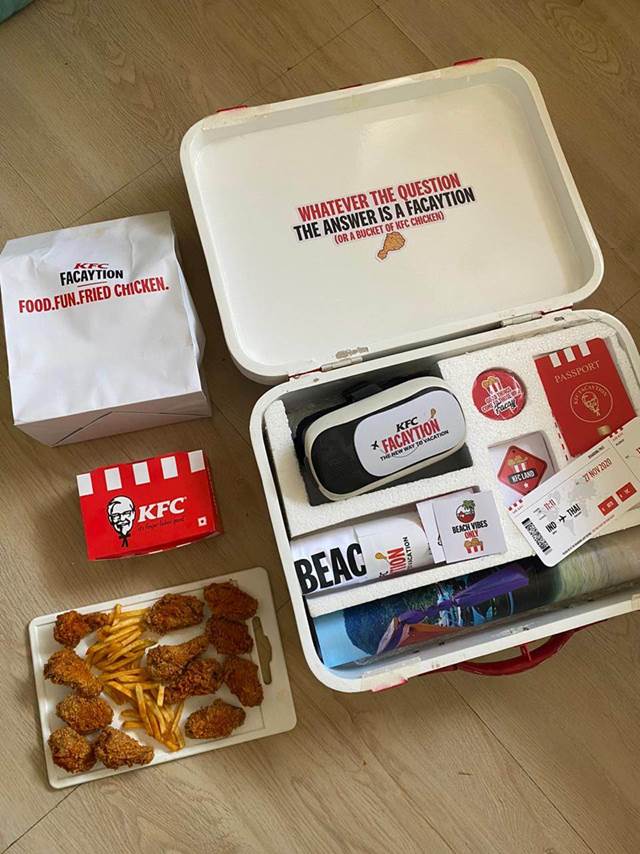 WHATEVER THE QUESTION
THE ANSWER IS A FACAYTION
(OR A BUCKET OF KFC CHICKEN)
KFC
FACAYTION
FOOD.FUN.FRIED CHICKEN.
KFC
KFC
FACAYTION
THE NEW WAY TO VACATION
PASSPORT
KFC LAND
27 NOV 2020
11:11
IND
THAI
BEACH VIBES
ONLY
BEAC